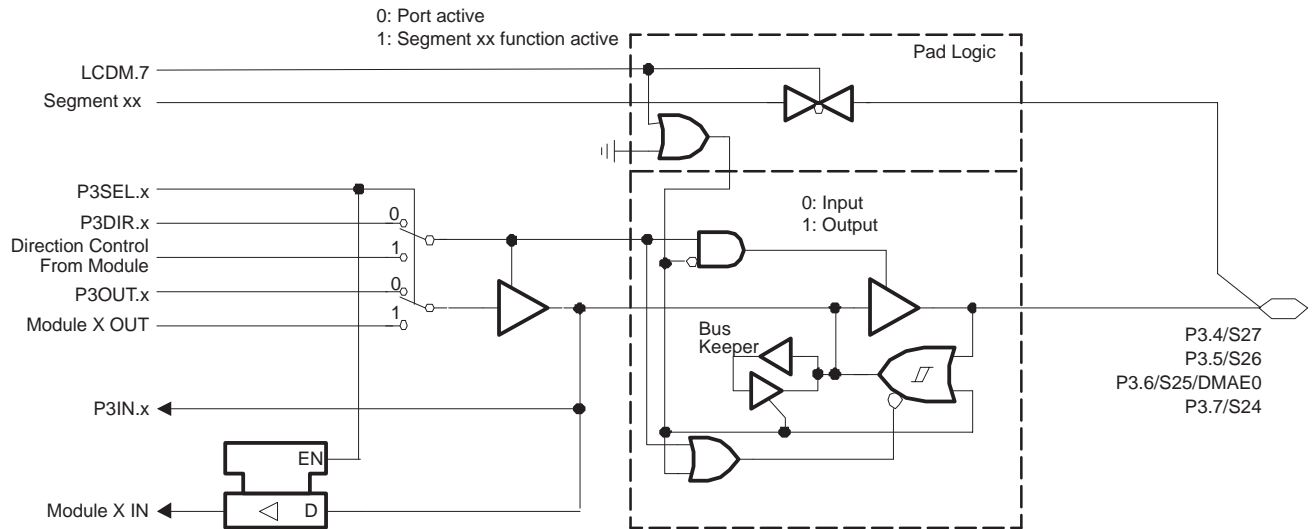 0: Port active
1: Segment xx function active
Pad Logic
LCDM.7
Segment xx
P3SEL.x
P3DIR.x
0
Direction Control
From Module
1
P3OUT.x
0
Module X OUT
1
0: Input
1: Output
Bus
Keeper
P3.4/S27
P3.5/S26
P3.6/S25/DMAE0
P3.7/S24
P3IN.x
EN
Module X IN
D